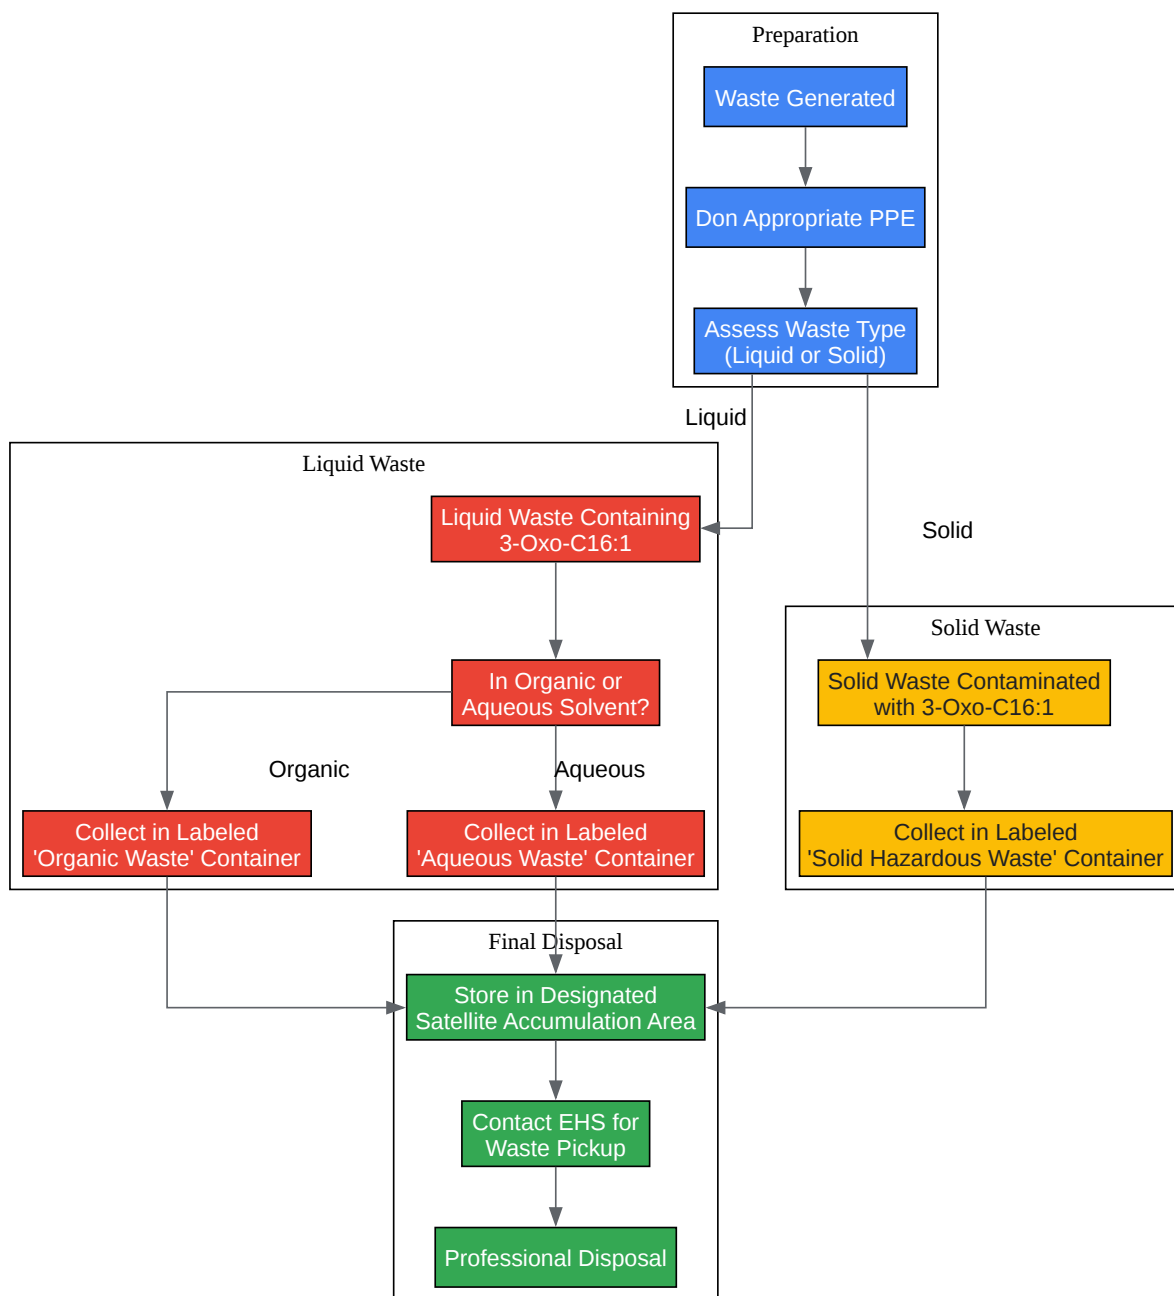 Preparation
Waste Generated
Don Appropriate PPE
Assess Waste Type
(Liquid or Solid)
Liquid
Solid
Liquid Waste
Liquid Waste Containing
3-Oxo-C16:1
In Organic or
Aqueous Solvent?
Organic
Aqueous
Collect in Labeled
'Organic Waste' Container
Collect in Labeled
'Aqueous Waste' Container
Solid Waste
Solid Waste Contaminated
with 3-Oxo-C16:1
Collect in Labeled
'Solid Hazardous Waste' Container
Final Disposal
Store in Designated
Satellite Accumulation Area
Contact EHS for
Waste Pickup
Professional Disposal